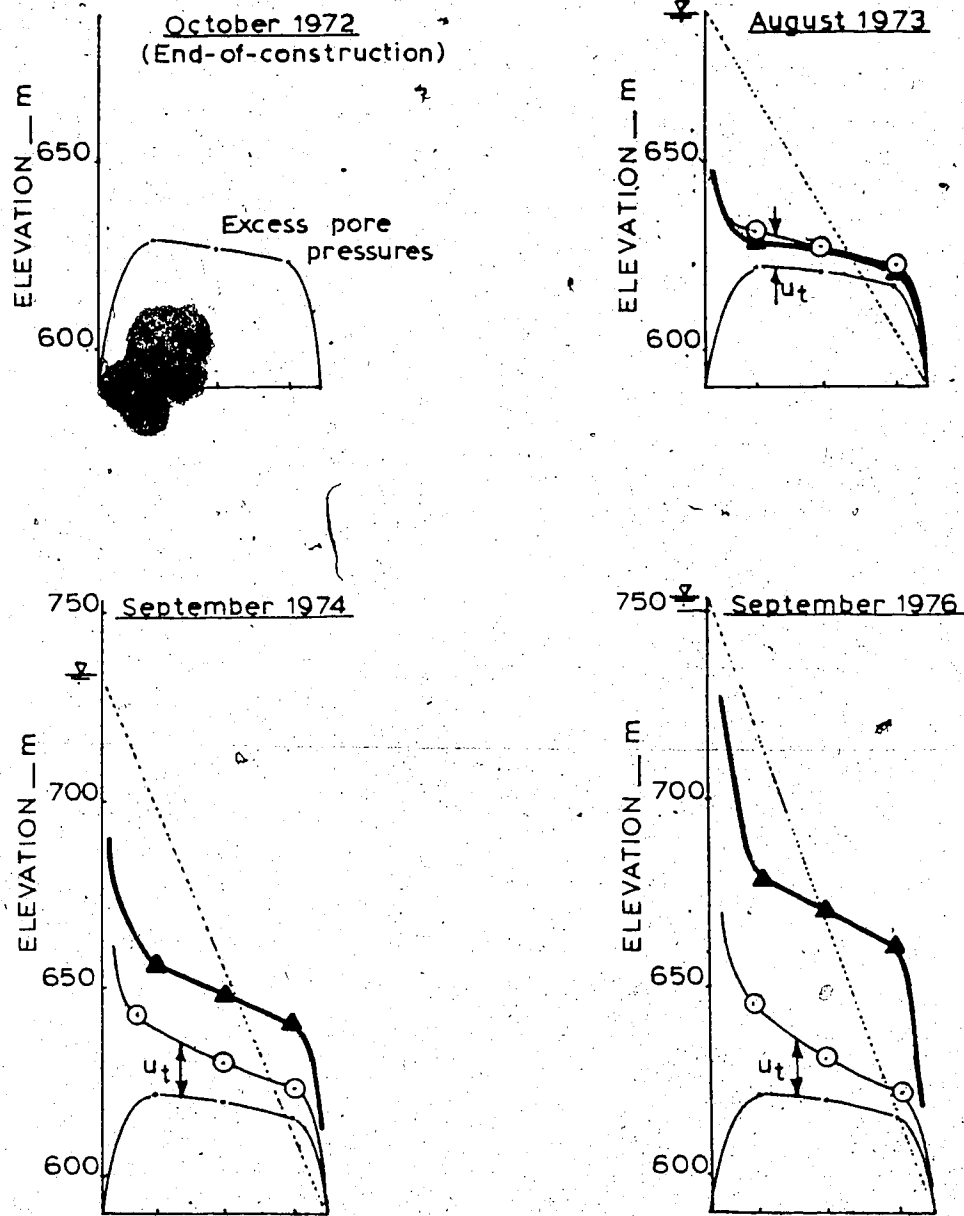 October 1972
(End-of-construction)
ELEVATION — m
650
600
Excess pore
pressures
August 1973
ELEVATION — m
650
600
u_t
September 1974
750
700
650
600
ELEVATION — m
u_t
September 1976
750
700
650
600
ELEVATION — m
u_t